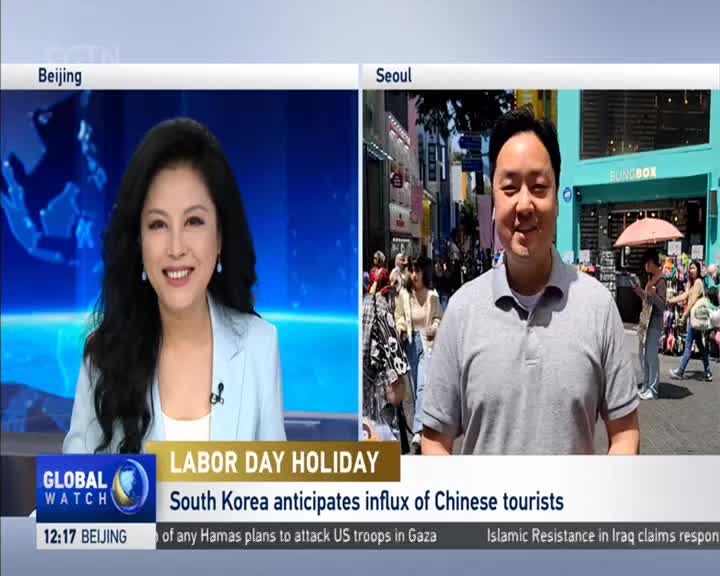 CGTN
Beijing
Seoul
BLINGBOX
LABOR DAY HOLIDAY
GLOBAL
WATCH
South Korea anticipates influx of Chinese tourists
12:17 BEIJING
of any Hamas plans to attack US troops in Gaza
Islamic Resistance in Iraq claims respon